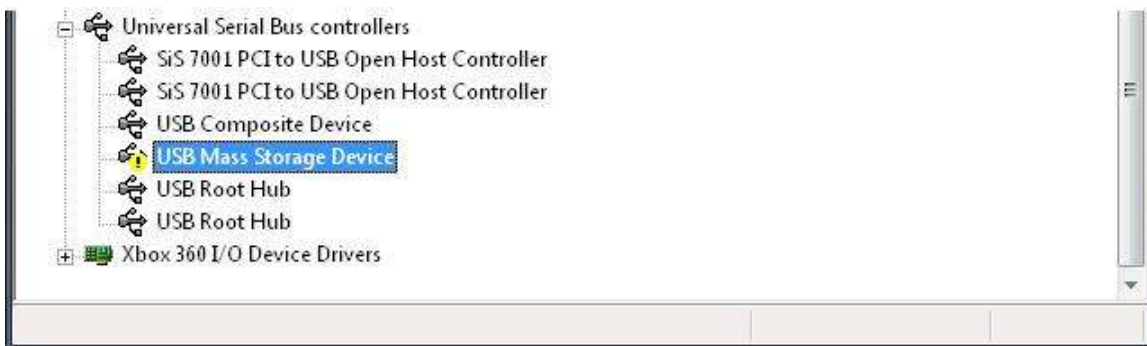 Universal Serial Bus controllers
SiS 7001 PCI to USB Open Host Controller
SiS 7001 PCI to USB Open Host Controller
USB Composite Device
USB Mass Storage Device
USB Root Hub
USB Root Hub
Xbox 360 I/O Device Drivers